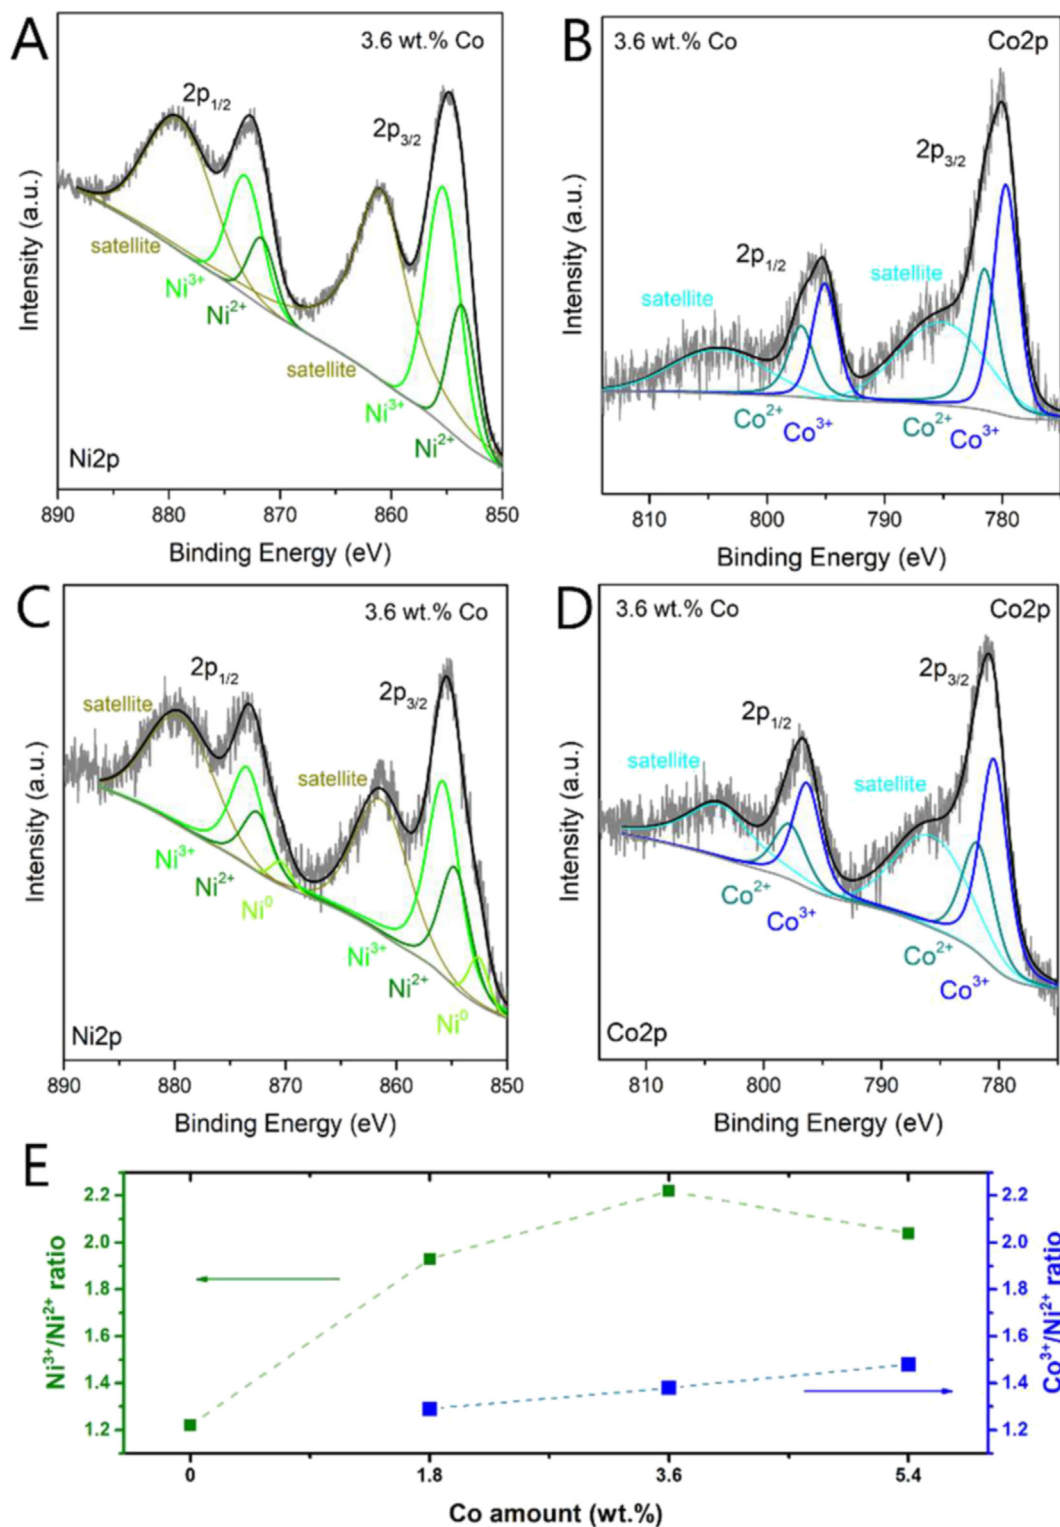 A
3.6 wt.% Co
2p1/2
2p3/2
satellite
Ni3+
Ni2+
satellite
Ni3+
Ni2+
Ni2p
Intensity (a.u.)
890 880 870 860 850
Binding Energy (eV)
B
3.6 wt.% Co
Co2p
2p3/2
2p1/2
satellite
satellite
Co2+
Co3+
Co2+
Co3+
Intensity (a.u.)
810 800 790 780
Binding Energy (eV)
C
3.6 wt.% Co
2p1/2
2p3/2
satellite
satellite
Ni3+
Ni2+
Ni0
Ni3+
Ni2+
Ni0
Ni2p
Intensity (a.u.)
890 880 870 860 850
Binding Energy (eV)
D
3.6 wt.% Co
Co2p
2p3/2
2p1/2
satellite
satellite
Co2+
Co3+
Co2+
Co3+
Co2p
Intensity (a.u.)
810 800 790 780
Binding Energy (eV)
E
Ni3+/Ni2+ ratio
2.2
2.0
1.8
1.6
1.4
1.2
Co3+/Ni2+ ratio
2.2
2.0
1.8
1.6
1.4
1.2
0 1.8 3.6 5.4
Co amount (wt.%)